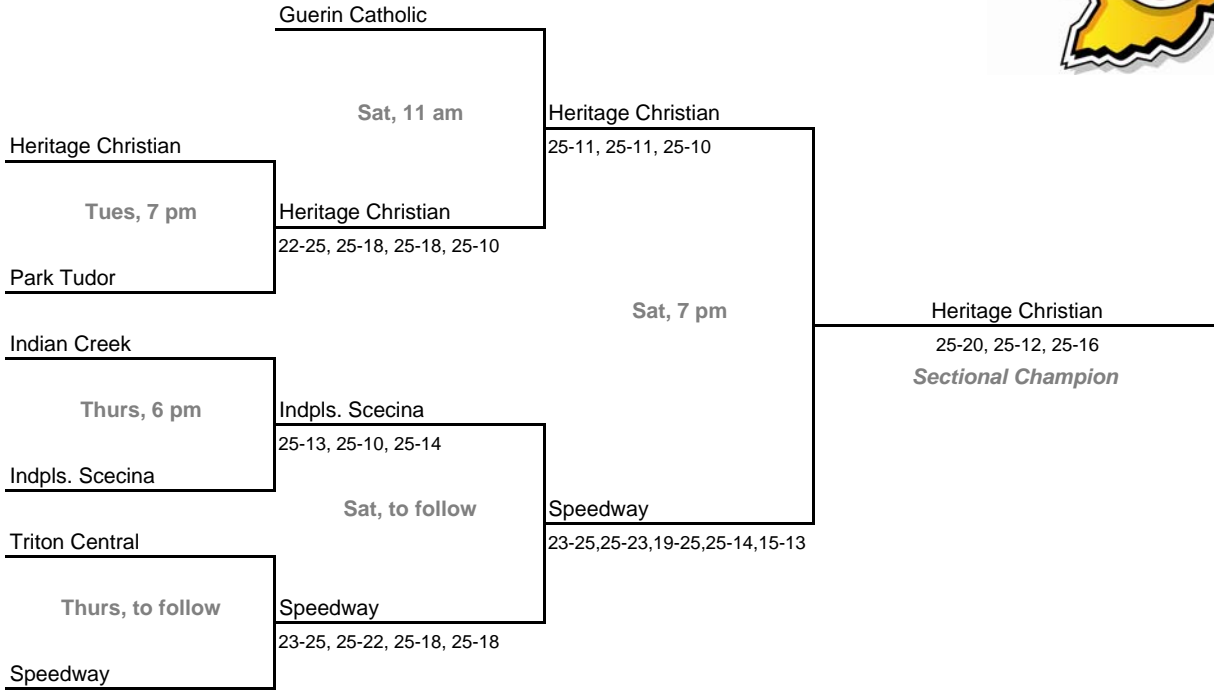 Guerin Catholic
Sat, 11 am
Heritage Christian
Heritage Christian
25-11, 25-11, 25-10
Tues, 7 pm
Heritage Christian
22-25, 25-18, 25-18, 25-10
Park Tudor
Sat, 7 pm
Heritage Christian
Indian Creek
25-20, 25-12, 25-16
Sectional Champion
Thurs, 6 pm
Indpls. Scecina
25-13, 25-10, 25-14
Indpls. Scecina
Sat, to follow
Speedway
Triton Central
23-25,25-23,19-25,25-14,15-13
Thurs, to follow
Speedway
23-25, 25-22, 25-18, 25-18
Speedway